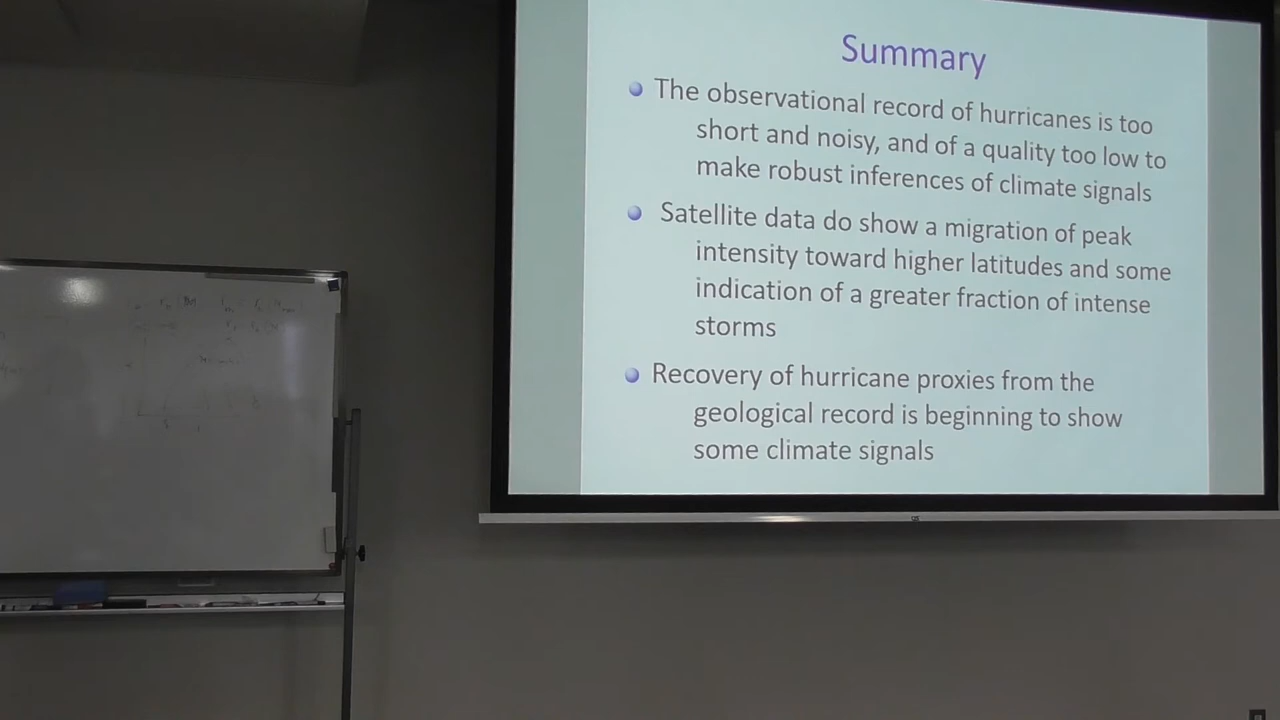 Summary
The observational record of hurricanes is too
short and noisy, and of a quality too low to
make robust inferences of climate signals
Satellite data do show a migration of peak
intensity toward higher latitudes and some
indication of a greater fraction of intense
storms
Recovery of hurricane proxies from the
geological record is beginning to show
some climate signals